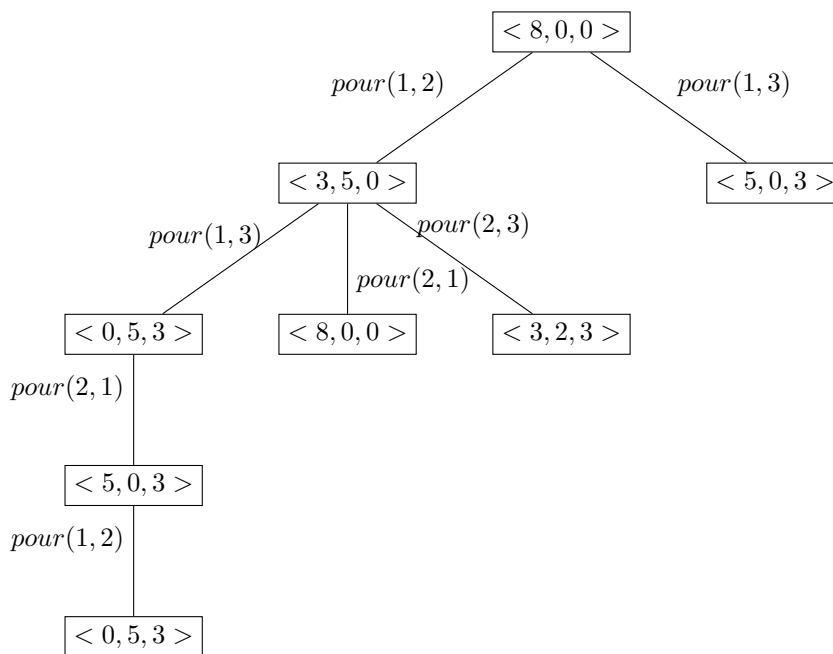 < 8, 0, 0 >
pour(1, 2)
pour(1, 3)
< 3, 5, 0 >
< 5, 0, 3 >
pour(1, 3)
pour(2, 3)
pour(2, 1)
< 0, 5, 3 >
< 8, 0, 0 >
< 3, 2, 3 >
pour(2, 1)
< 5, 0, 3 >
pour(1, 2)
< 0, 5, 3 >